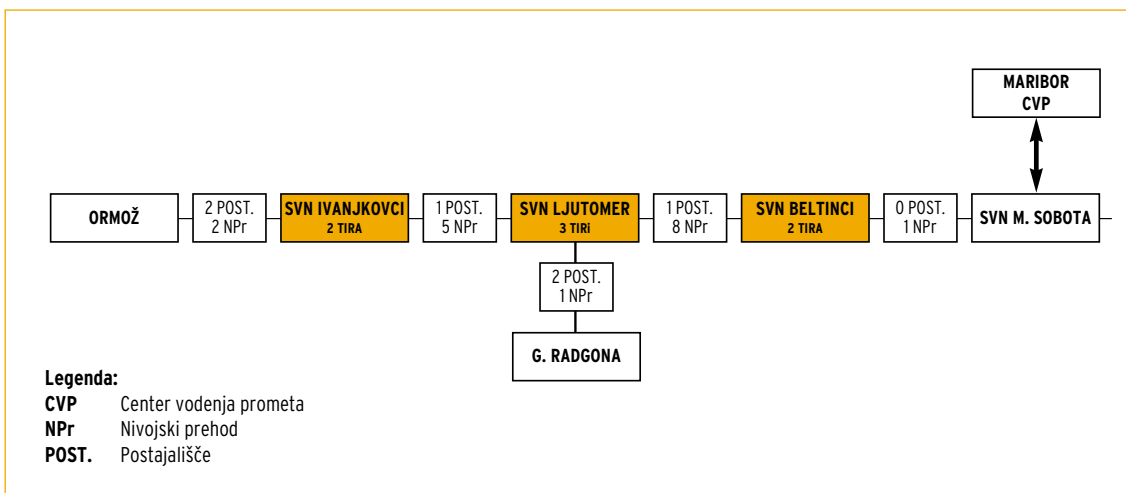 MARIBOR
CVP
ORMOŽ
2 POST.
2 NPr
SVN IVANJKOVCI
2 TIRA
1 POST.
5 NPr
SVN LJUTOMER
3 TIRi
1 POST.
8 NPr
SVN BELTINCI
2 TIRA
0 POST.
1 NPr
SVN M. SOBOTA
2 POST.
1 NPr
G. RADGONA
Legenda:
CVP Center vodenja prometa
NPr Nivojski prehod
POST. Postajališče